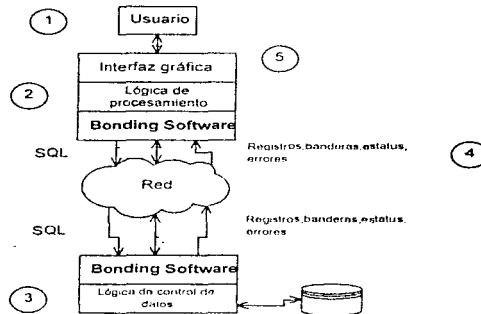 1
Usuario
5
Interfaz gráfica
2
Lógica de
procesamiento
Bonding Software
SQL
Registros,banderas,estatus,
errores
4
Red
SQL
Registros,banderas,estatus,
errores
Bonding Software
3
Lógica de control de
datos